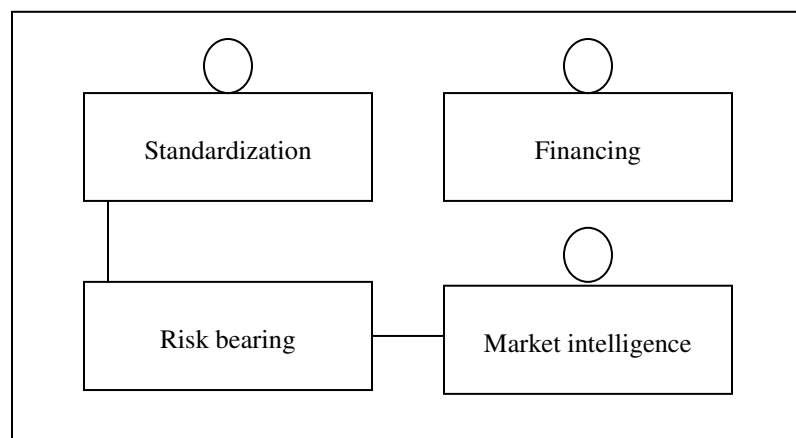 Standardization
Financing
Risk bearing
Market intelligence